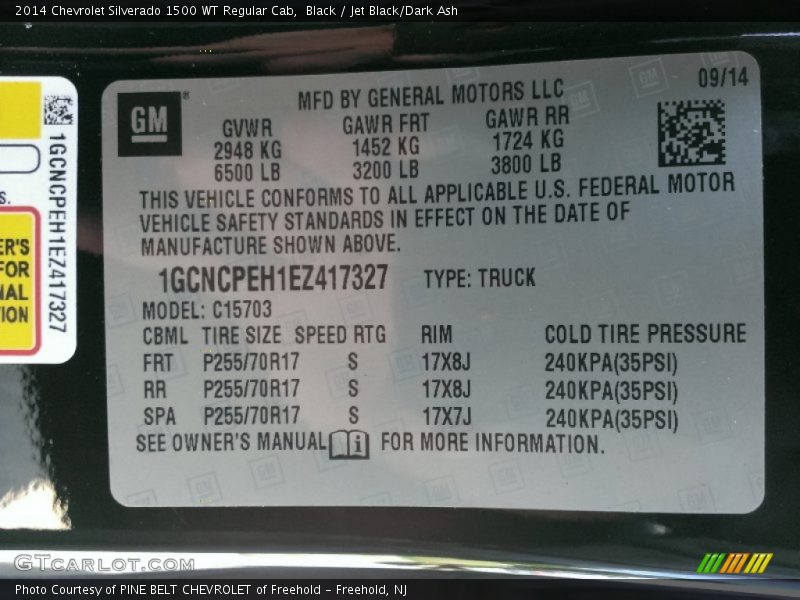 2014 Chevrolet Silverado 1500 WT Regular Cab, Black / Jet Black/Dark Ash
09/14
GM ®
MFD BY GENERAL MOTORS LLC
GVWR GAWR FRT GAWR RR
2948 KG 1452 KG 1724 KG
6500 LB 3200 LB 3800 LB
THIS VEHICLE CONFORMS TO ALL APPLICABLE U.S. FEDERAL MOTOR
VEHICLE SAFETY STANDARDS IN EFFECT ON THE DATE OF
MANUFACTURE SHOWN ABOVE.
1GCNCPEH1EZ417327 TYPE: TRUCK
MODEL: C15703
CBML TIRE SIZE SPEED RTG RIM COLD TIRE PRESSURE
FRT P255/70R17 S 17X8J 240KPA(35PSI)
RR P255/70R17 S 17X8J 240KPA(35PSI)
SPA P255/70R17 S 17X7J 240KPA(35PSI)
SEE OWNER'S MANUAL i FOR MORE INFORMATION.
1GCNCPEH1EZ417327
S.
ER'S
FOR
NAL
ION
GTCarlot.com
Photo Courtesy of PINE BELT CHEVROLET of Freehold - Freehold, NJ